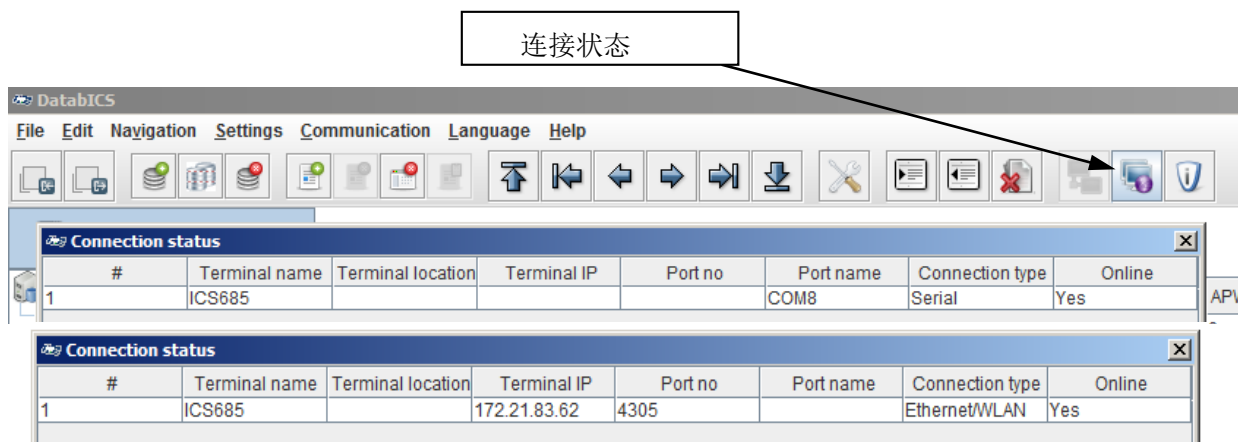 连接状态
DatabICS
File Edit Navigation Settings Communication Language Help
Connection status
# Terminal name Terminal location Terminal IP Port no Port name Connection type Online
1 ICS685 COM8 Serial Yes
Connection status
# Terminal name Terminal location Terminal IP Port no Port name Connection type Online
1 ICS685 172.21.83.62 4305 Ethernet/WLAN Yes